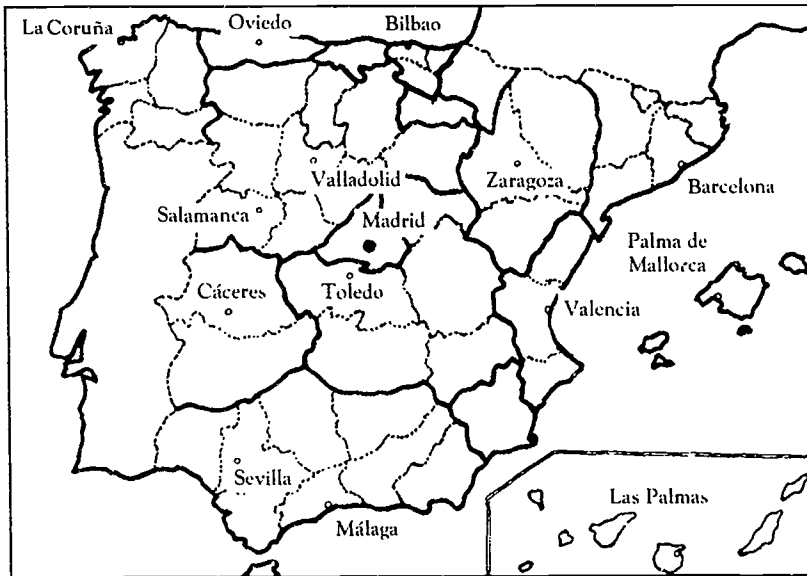 La Coruña
Oviedo
Bilbao
Valladolid
Zaragoza
Barcelona
Salamanca
Madrid
Palma de
Mallorca
Cáceres
Toledo
Valencia
Sevilla
Málaga
Las Palmas